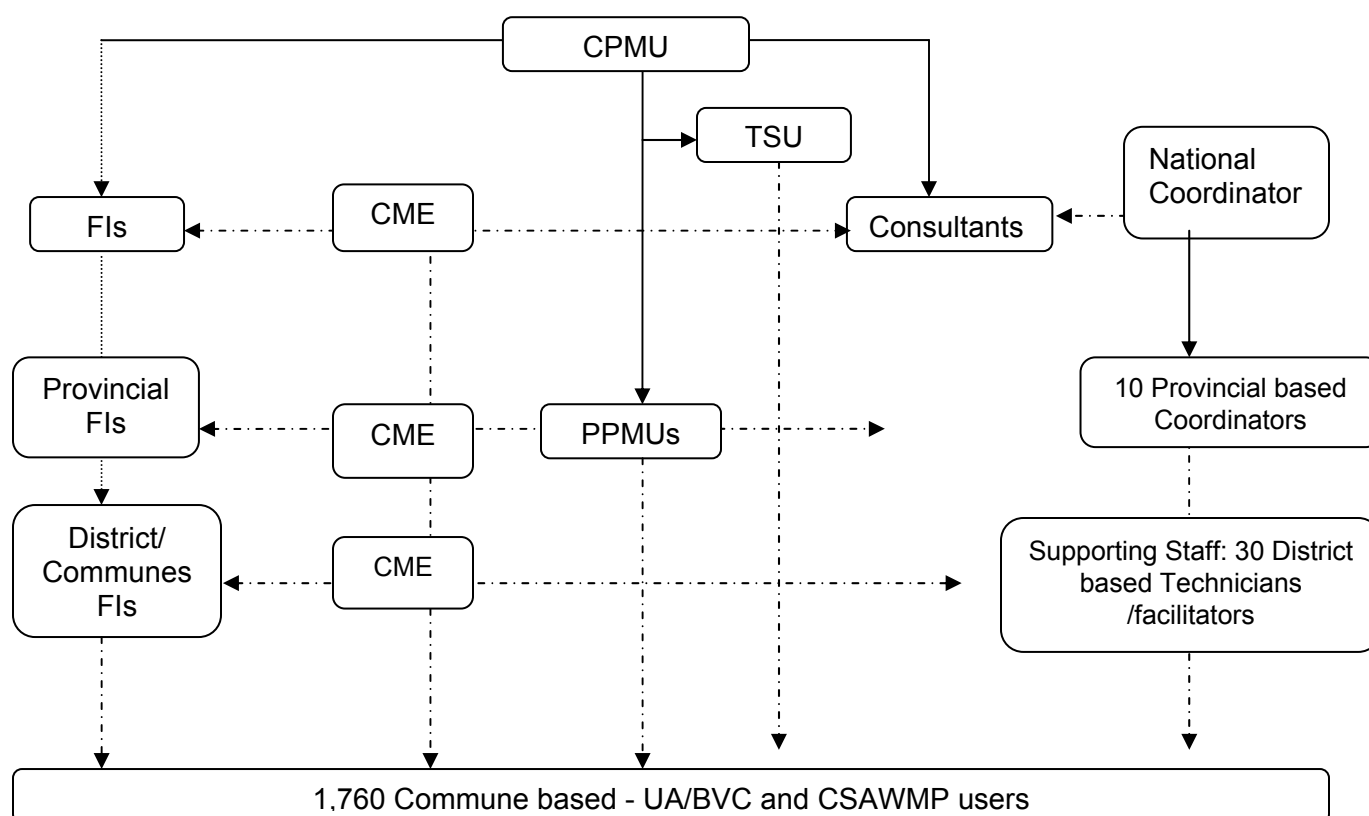 CPMU
TSU
National
Coordinator
FIs
CME
Consultants
Provincial
FIs
CME
PPMUs
10 Provincial based
Coordinators
District/
Communes
FIs
CME
Supporting Staff: 30 District
based Technicians
/facilitators
1,760 Commune based - UA/BVC and CSAWMP users